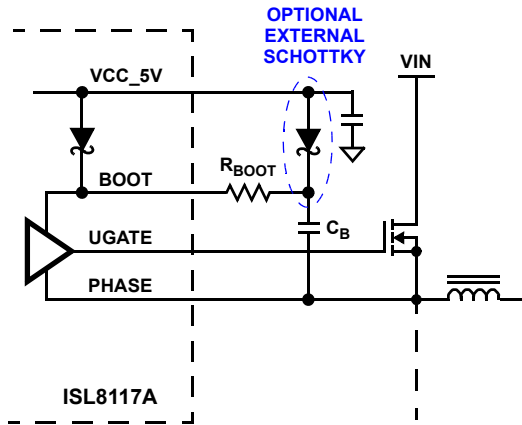 OPTIONAL
EXTERNAL
SCHOTTKY
VCC_5V
VIN
RBOOT
BOOT
CB
UGATE
PHASE
ISL8117A